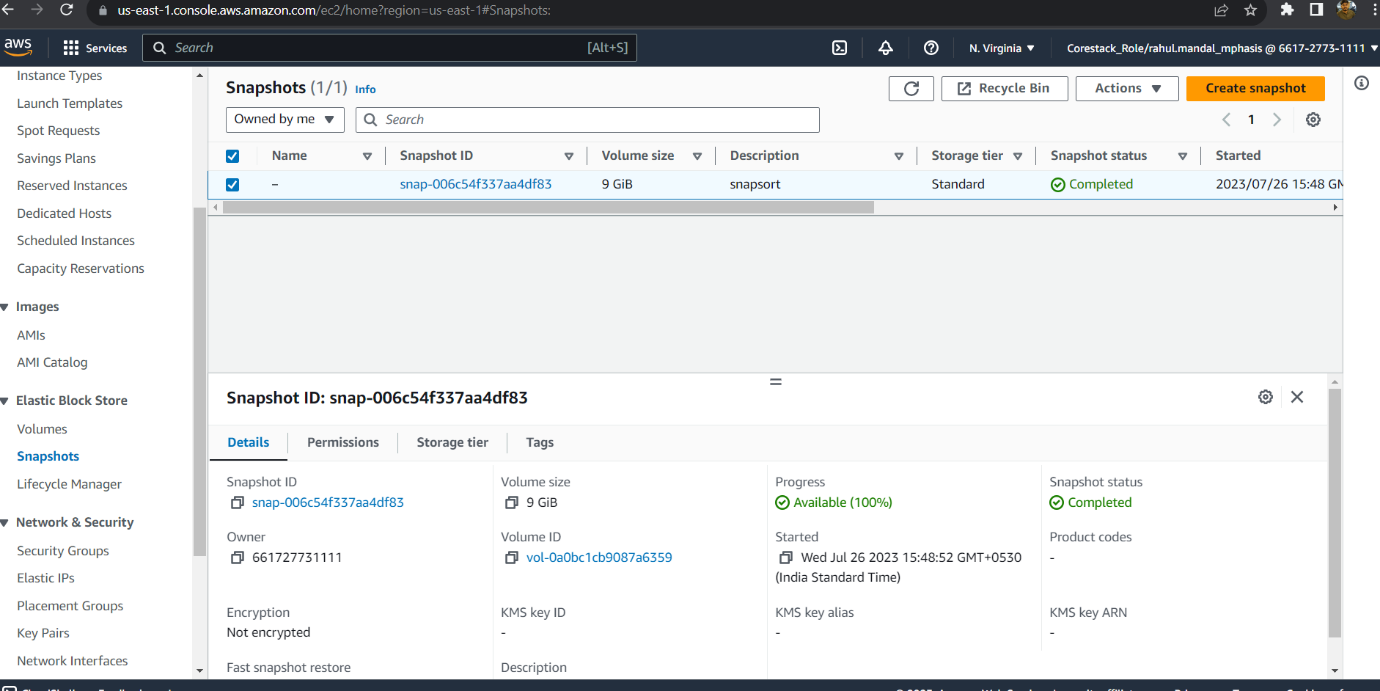 us-east-1.console.aws.amazon.com/ec2/home?region=us-east-1#Snapshots:
aws
Services
Search
[Alt+S]
N. Virginia
Corestack_Role/rahul.mandal_mphasis @ 6617-2773-1111
Instance Types
Launch Templates
Spot Requests
Savings Plans
Reserved Instances
Dedicated Hosts
Scheduled Instances
Capacity Reservations
Images
AMIs
AMI Catalog
Elastic Block Store
Volumes
Snapshots
Lifecycle Manager
Network & Security
Security Groups
Elastic IPs
Placement Groups
Key Pairs
Network Interfaces
Snapshots (1/1) Info
Recycle Bin
Actions
Create snapshot
Owned by me
Search
1
Name Snapshot ID Volume size Description Storage tier Snapshot status Started
– snap-006c54f337aa4df83 9 GiB snapsort Standard Completed 2023/07/26 15:48 GM
Snapshot ID: snap-006c54f337aa4df83
Details Permissions Storage tier Tags
Snapshot ID Volume size Progress Snapshot status
snap-006c54f337aa4df83 9 GiB Available (100%) Completed
Owner Volume ID Started Product codes
661727731111 vol-0a0bc1cb9087a6359 Wed Jul 26 2023 15:48:52 GMT+0530 -
(India Standard Time)
Encryption KMS key ID KMS key alias KMS key ARN
Not encrypted - - -
Fast snapshot restore Description